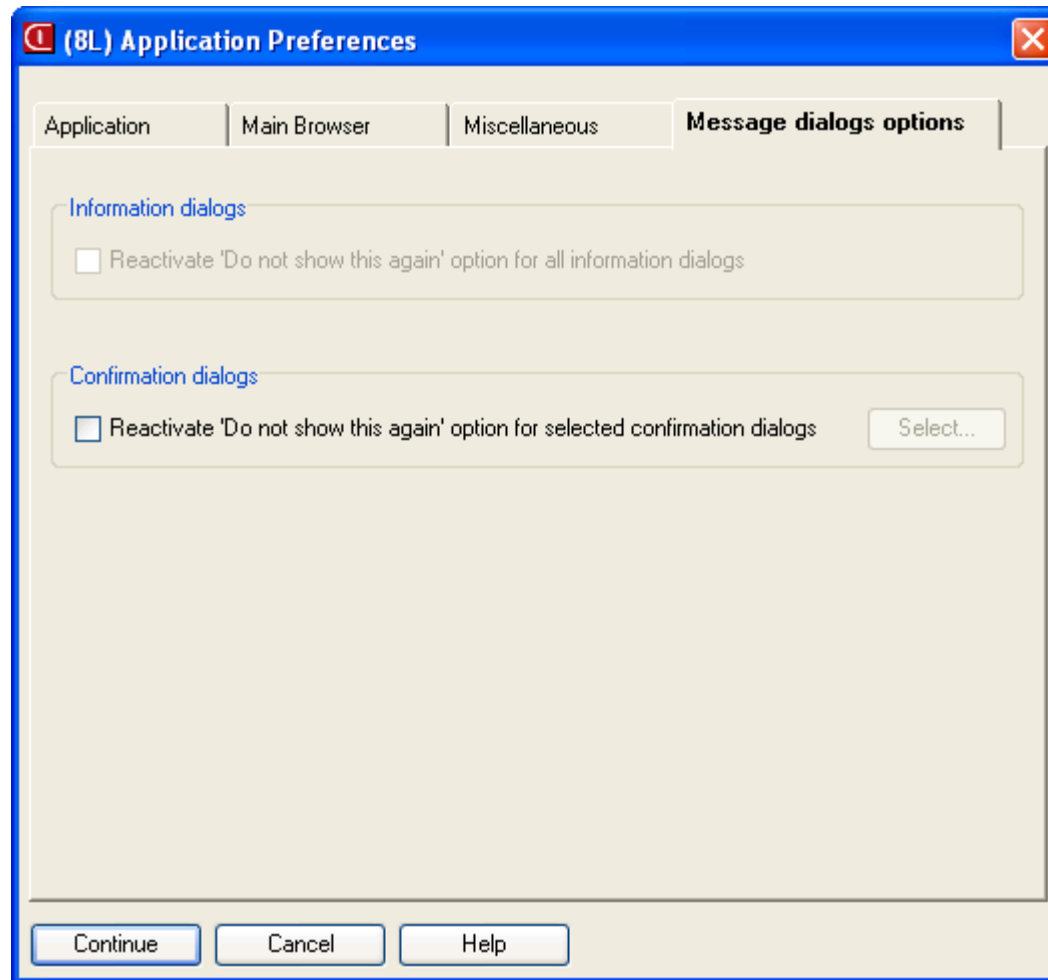 (8L) Application Preferences
Application Main Browser Miscellaneous Message dialogs options
Information dialogs
Reactivate 'Do not show this again' option for all information dialogs
Confirmation dialogs
Reactivate 'Do not show this again' option for selected confirmation dialogs Select...
Continue Cancel Help